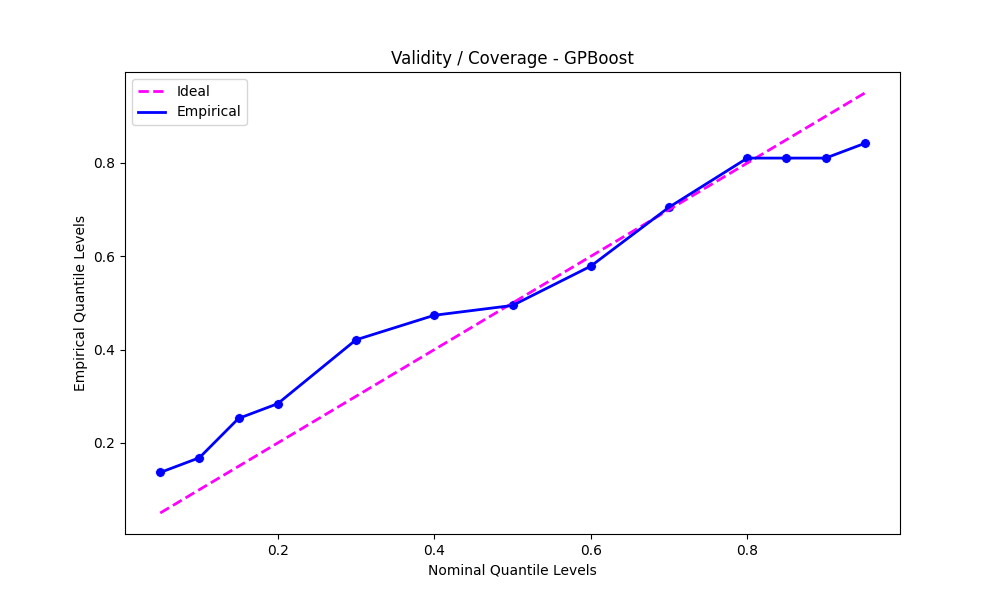 Validity / Coverage - GPBoost
Ideal
Empirical
Empirical Quantile Levels
0.8
0.6
0.4
0.2
0.2
0.4
0.6
0.8
Nominal Quantile Levels